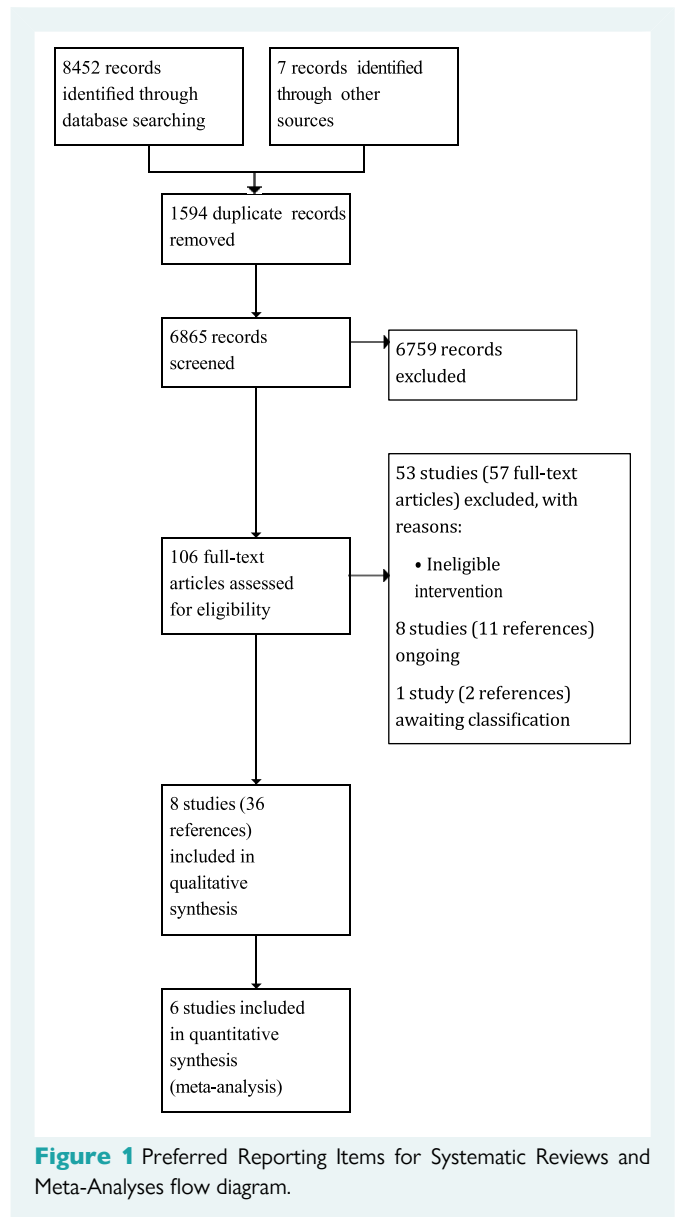 8452 records
identified through
database searching
7 records identified
through other
sources
1594 duplicate records
removed
6865 records
screened
6759 records
excluded
106 full-text
articles assessed
for eligibility
53 studies (57 full-text
articles) excluded, with
reasons:
• Ineligible
intervention
8 studies (11 references)
ongoing
1 study (2 references)
awaiting classification
8 studies (36
references)
included in
qualitative
synthesis
6 studies included
in quantitative
synthesis
(meta-analysis)
Figure 1 Preferred Reporting Items for Systematic Reviews and
Meta-Analyses flow diagram.